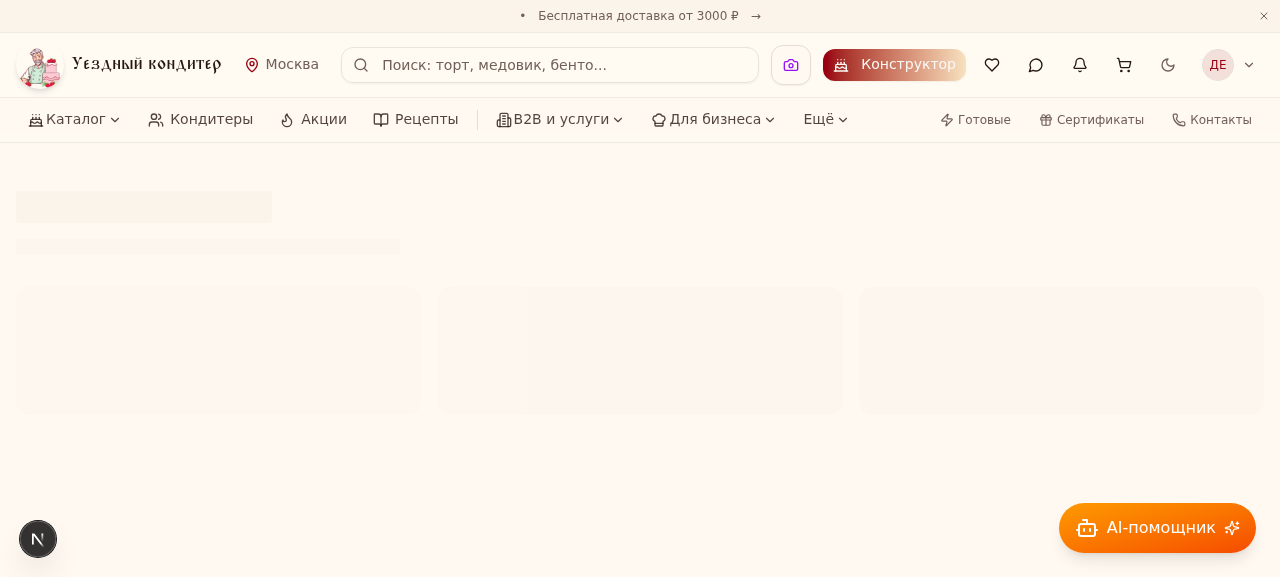 • Бесплатная доставка от 3000 ₽ →
Уездный кондитер
Москва
Поиск: торт, медовик, бенто...
Конструктор
ДЕ
Каталог
Кондитеры
Акции
Рецепты
B2B и услуги
Для бизнеса
Ещё
Готовые
Сертификаты
Контакты
N
AI-помощник